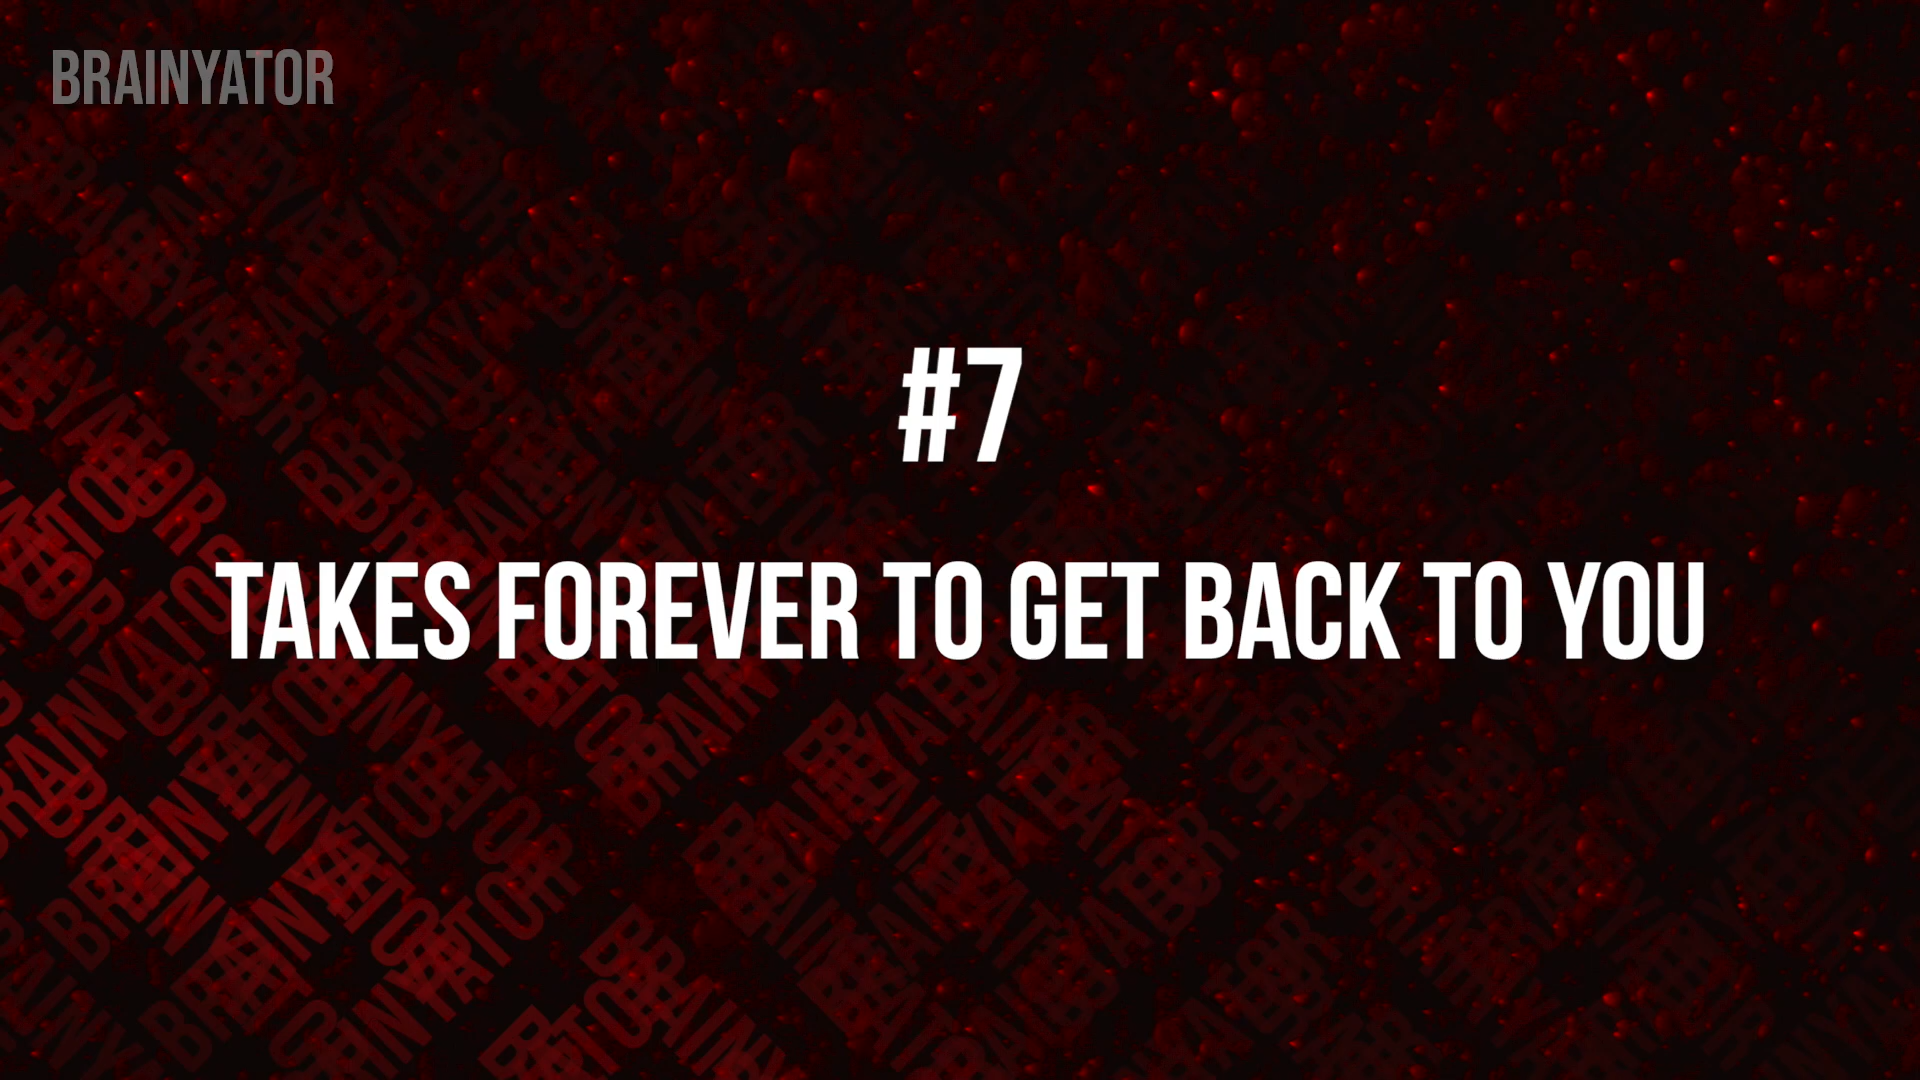 BRAINYATOR
#7
TAKES FOREVER TO GET BACK TO YOU